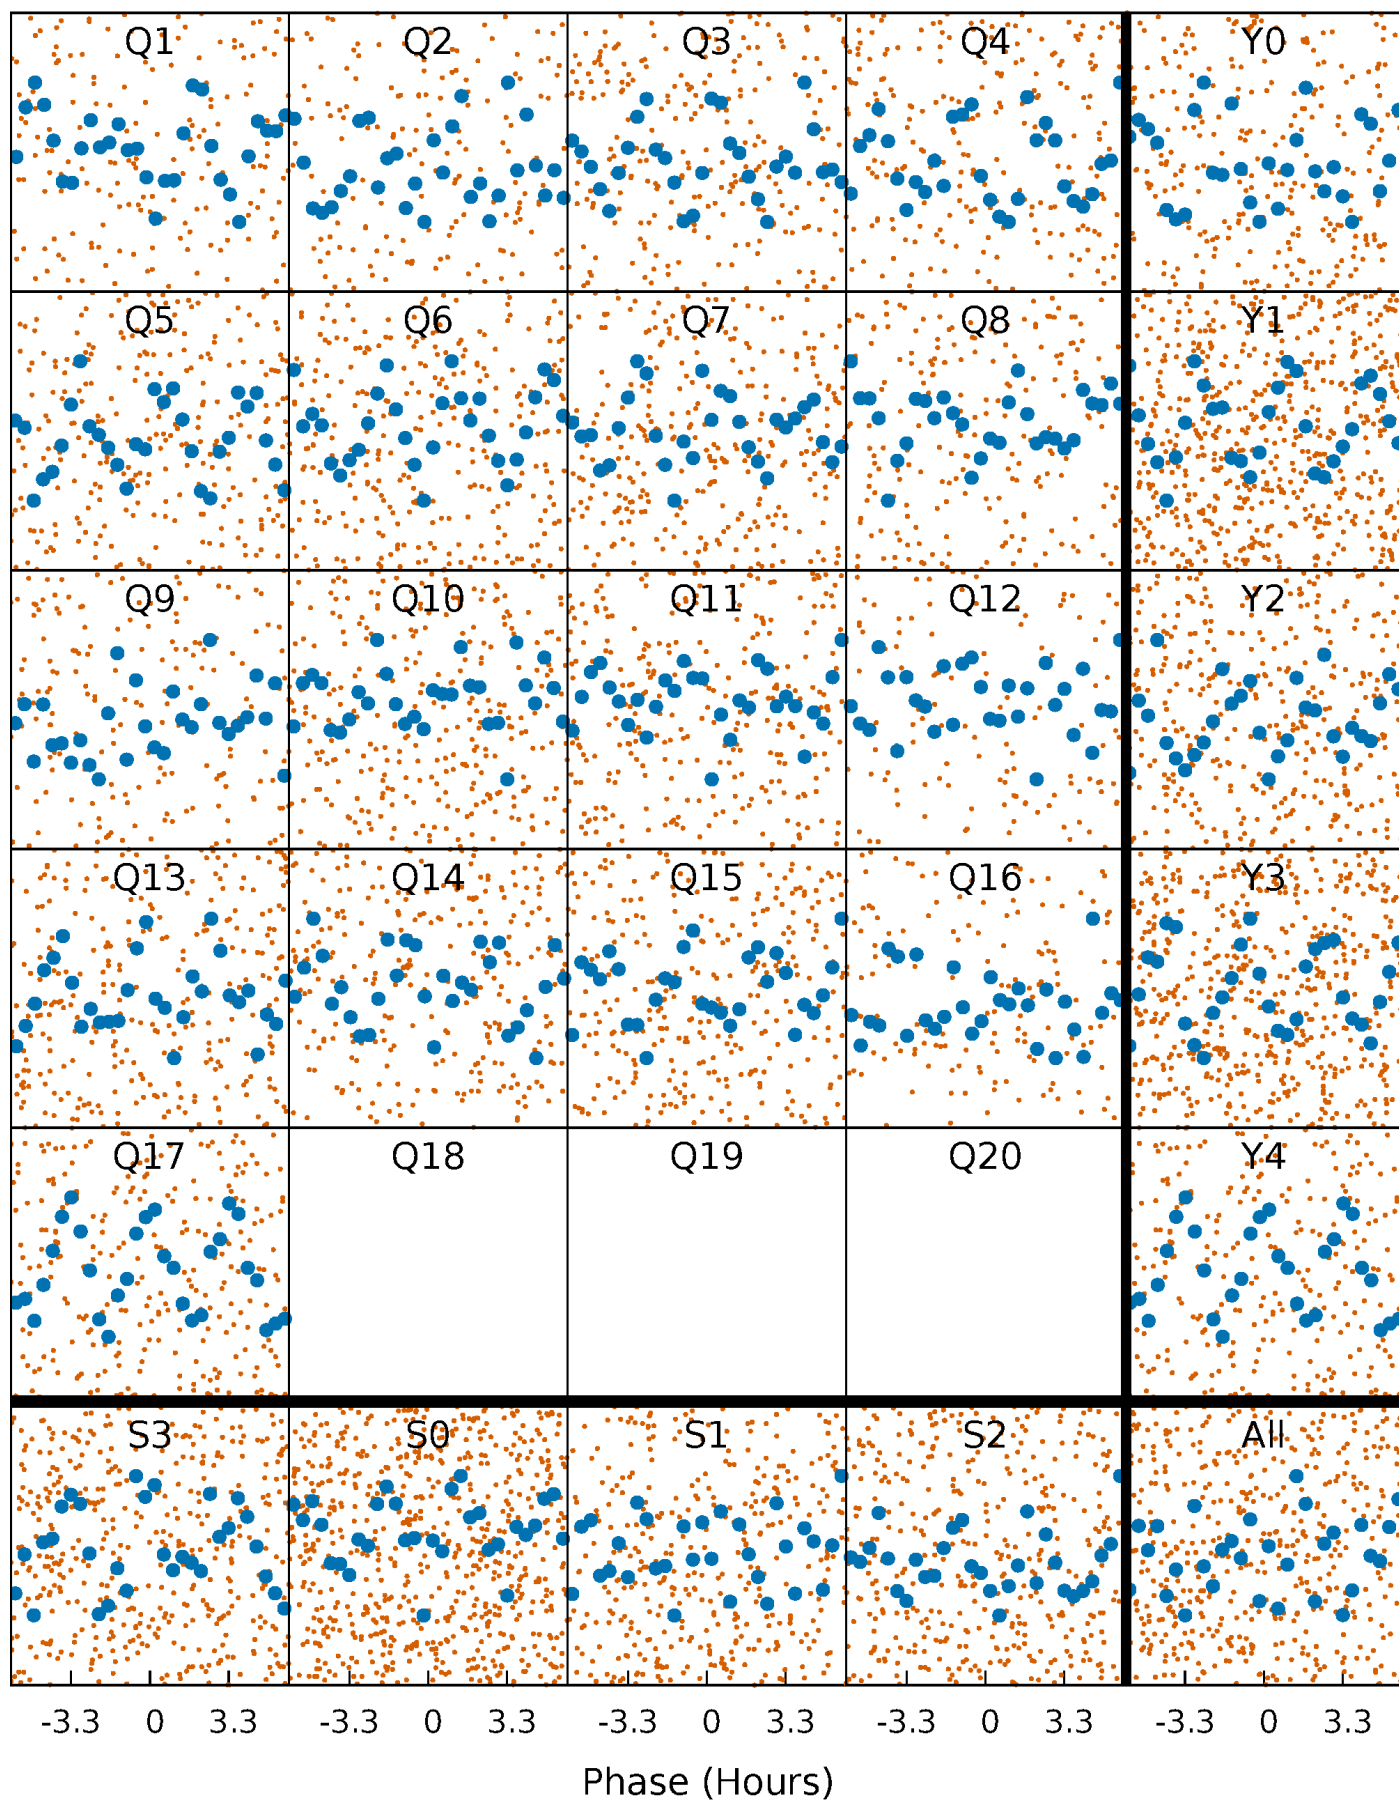 Q1 Q2 Q3 Q4 Y0
Q5 Q6 Q7 Q8 Y1
Q9 Q10 Q11 Q12 Y2
Q13 Q14 Q15 Q16 Y3
Q17 Q18 Q19 Q20 Y4
S3 S0 S1 S2 All
-3.3 0 3.3 -3.3 0 3.3 -3.3 0 3.3 -3.3 0 3.3 -3.3 0 3.3
Phase (Hours)